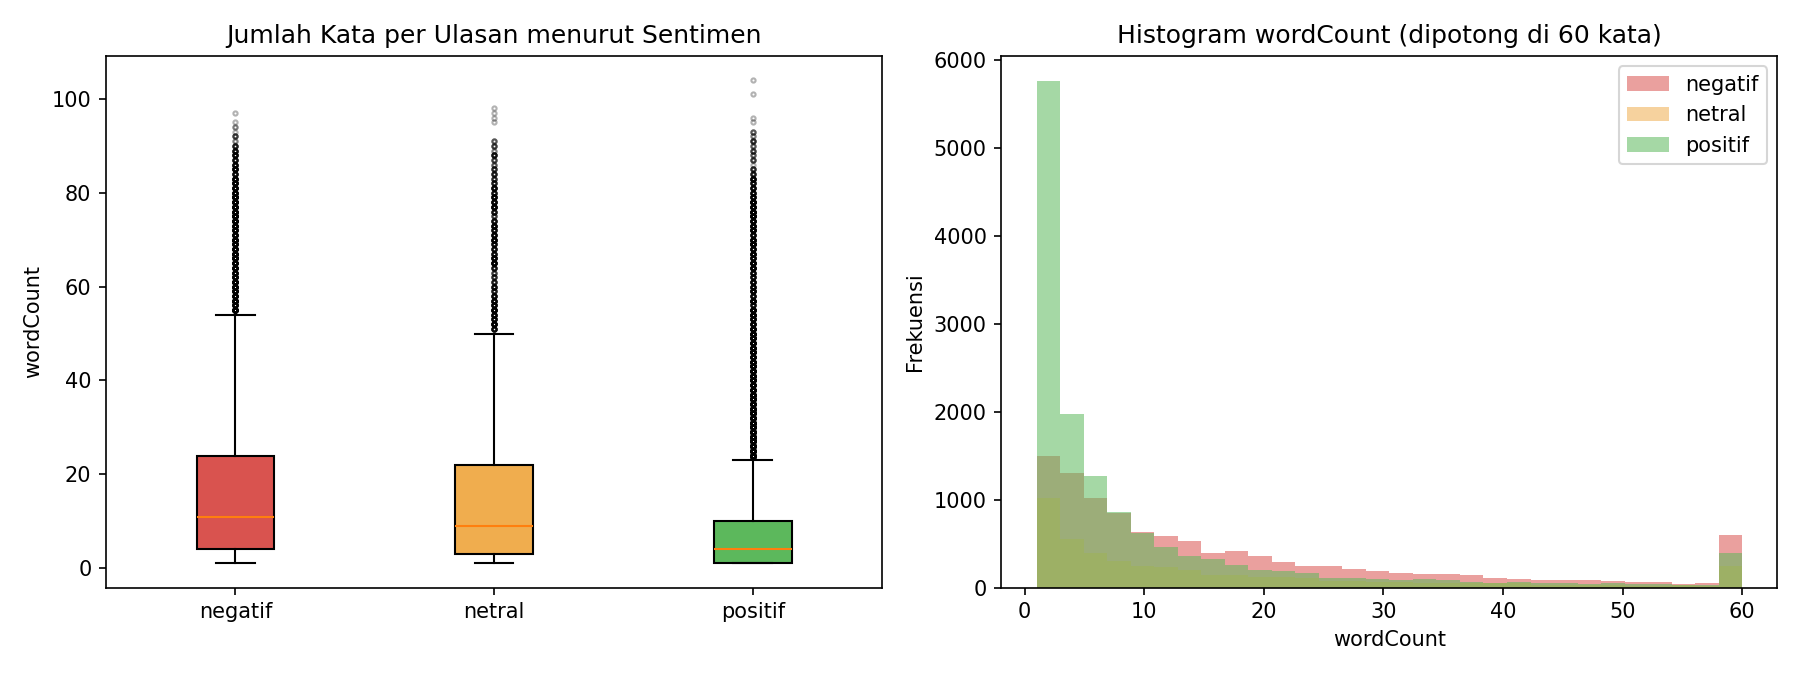 Jumlah Kata per Ulasan menurut Sentimen
wordCount
100
80
60
40
20
0
negatif
netral
positif
Histogram wordCount (dipotong di 60 kata)
Frekuensi
6000
5000
4000
3000
2000
1000
0
negatif
netral
positif
0 10 20 30 40 50 60
wordCount